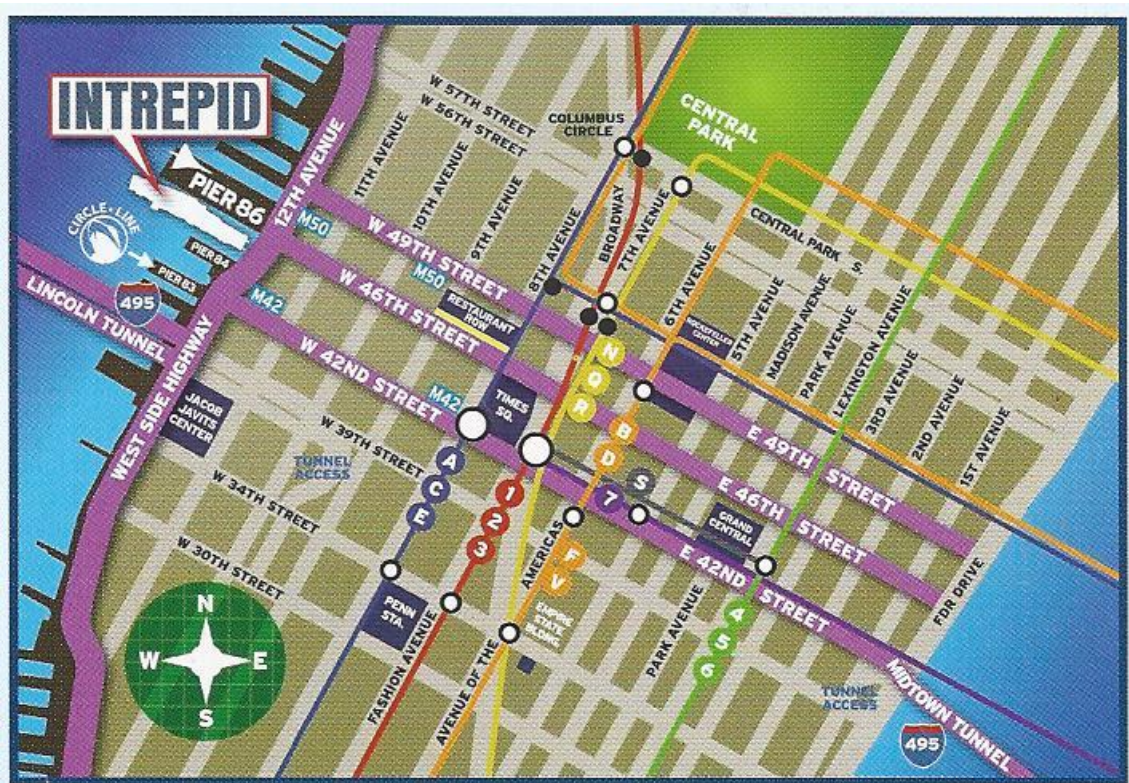 INTREPID
PIER 86
CIRCLE • LINE
PIER 84
PIER 83
495
LINCOLN TUNNEL
12TH AVENUE
WEST SIDE HIGHWAY
W 57TH STREET
W 56TH STREET
11TH AVENUE
10TH AVENUE
9TH AVENUE
8TH AVENUE
BROADWAY
7TH AVENUE
6TH AVENUE
COLUMBUS
CIRCLE
CENTRAL
PARK
CENTRAL PARK S
5TH AVENUE
MADISON AVENUE
PARK AVENUE
LEXINGTON AVENUE
3RD AVENUE
2ND AVENUE
1ST AVENUE
M50
W 49TH STREET
M50
W 46TH STREET
RESTAURANT
ROW
M42
W 42ND STREET
M42
TIMES
SQ.
ROCKEFELLER
CENTER
N
Q
R
B
D
S
7
A
C
E
1
2
3
F
V
4
5
6
E 49TH STREET
E 46TH STREET
E 42ND STREET
GRAND
CENTRAL
JACOB
JAVITS
CENTER
TUNNEL
ACCESS
W 39TH STREET
W 34TH STREET
W 30TH STREET
PENN
STA.
FASHION AVENUE
AVENUE OF THE AMERICAS
EMPIRE
STATE
BLDNG.
PARK AVENUE
FDR DRIVE
TUNNEL
ACCESS
MIDTOWN TUNNEL
495
N
W E
S